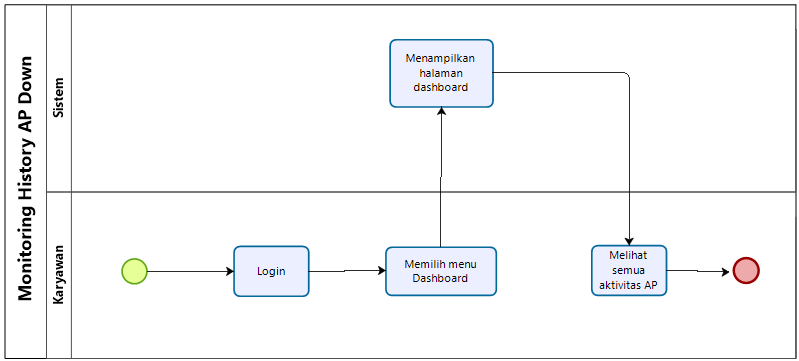 Monitoring History AP Down
Sistem
Menampilkan
halaman
dashboard
Karyawan
Login
Memilih menu
Dashboard
Melihat
semua
aktivitas AP